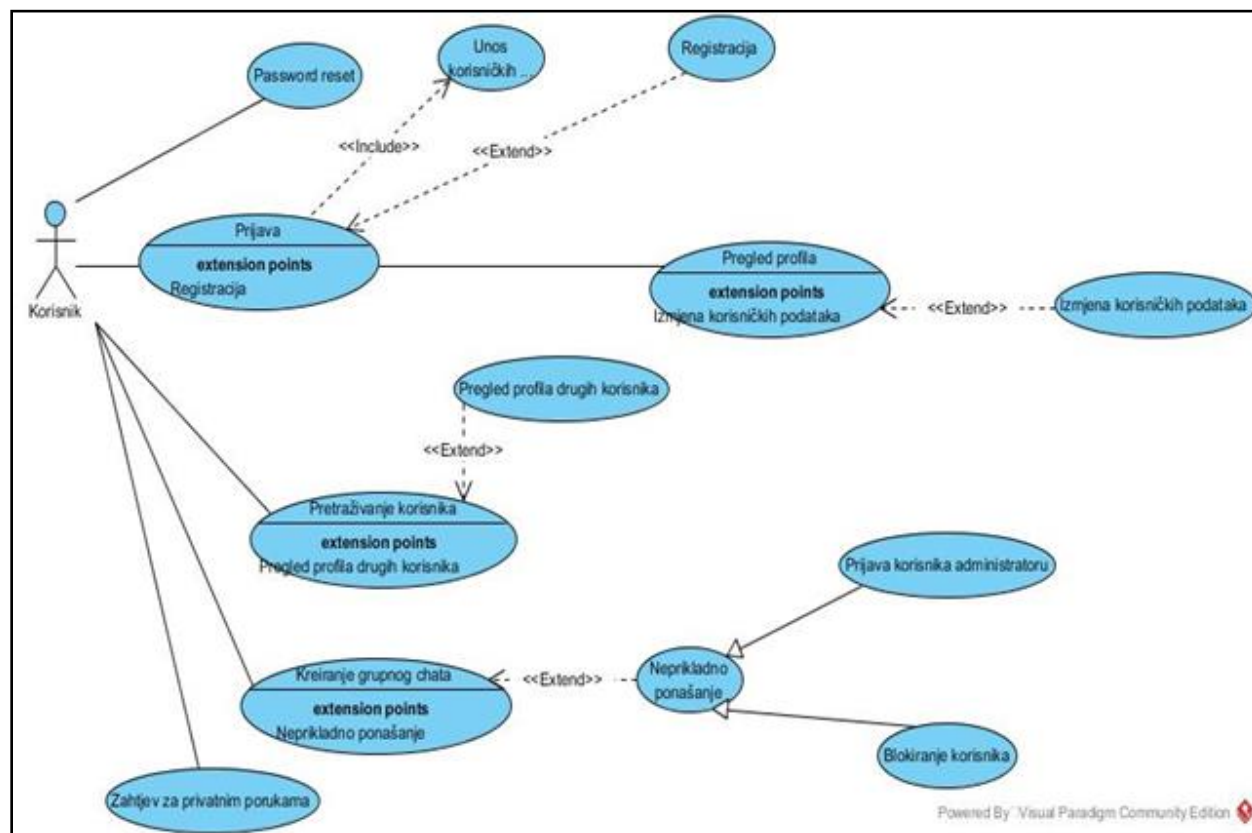 Password reset
Unos
korisničkih ....
Registracija
<<Include>>
<<Extend>>
Prijava
extension points
Registracija
Korisnik
Pregled profila
extension points
Izmjena korisničkih podataka
<<Extend>>
Izmjena korisničkih podataka
Pregled profila drugih korisnika
<<Extend>>
Pretraživanje korisnika
extension points
Pregled profila drugih korisnika
Prijava korisnika administratoru
Kreiranje grupnog chata
extension points
Neprikladno ponašanje
<<Extend>>
Neprikladno
ponašanje
Blokiranje korisnika
Zahtjev za privatnim porukama
Powered By Visual Paradigm Community Edition